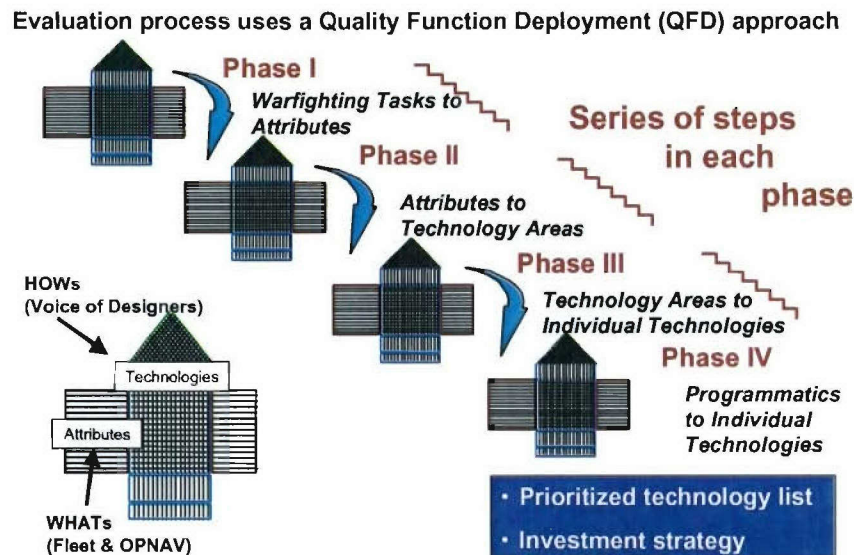 Evaluation process uses a Quality Function Deployment (QFD) approach
Phase I
Warfighting Tasks to
Attributes
Series of steps
in each
phase
Phase II
Attributes to
Technology Areas
Phase III
Technology Areas to
Individual Technologies
Phase IV
Programmatics
to Individual
Technologies
HOWs
(Voice of Designers)
Technologies
Attributes
WHATs
(Fleet & OPNAV)
• Prioritized technology list
• Investment strategy